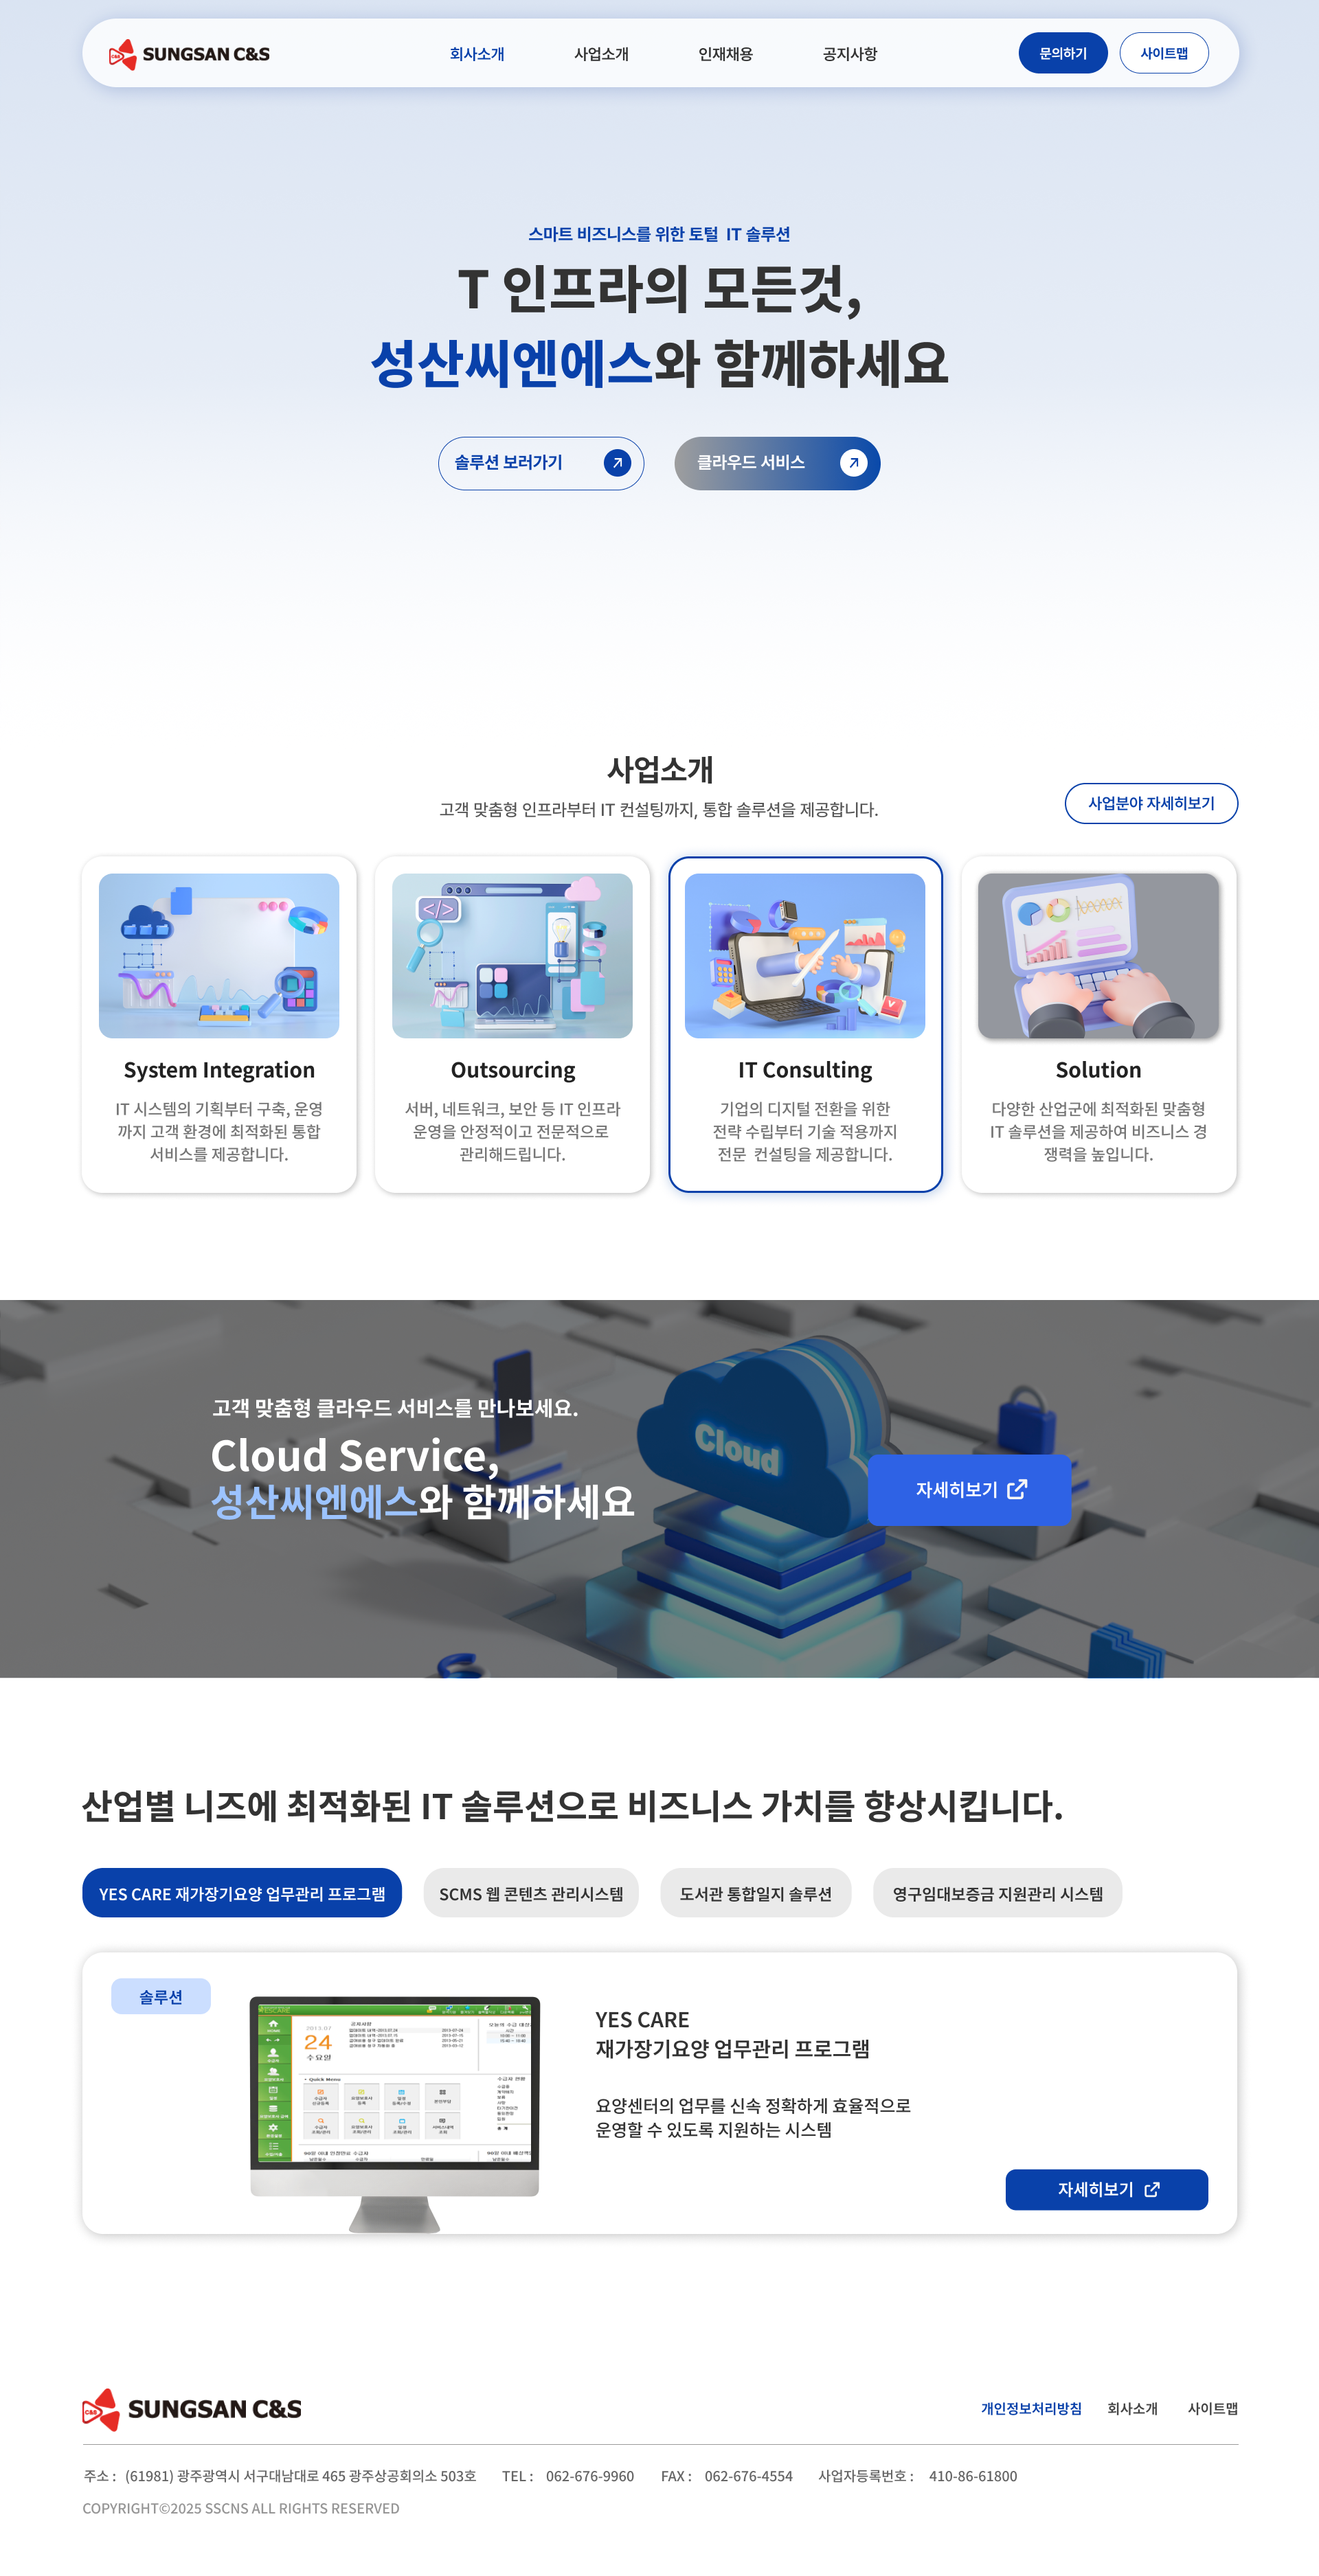 SUNGSAN C&S
회사소개
사업소개
인재채용
공지사항
문의하기
사이트맵
스마트 비즈니스를 위한 토털 IT 솔루션
T 인프라의 모든것,
성산씨엔에스와 함께하세요
솔루션 보러가기
클라우드 서비스
사업소개
고객 맞춤형 인프라부터 IT 컨설팅까지, 통합 솔루션을 제공합니다.
사업분야 자세히보기
System Integration
IT 시스템의 기획부터 구축, 운영
까지 고객 환경에 최적화된 통합
서비스를 제공합니다.
</>
Outsourcing
서버, 네트워크, 보안 등 IT 인프라
운영을 안정적이고 전문적으로
관리해드립니다.
IT Consulting
기업의 디지털 전환을 위한
전략 수립부터 기술 적용까지
전문 컨설팅을 제공합니다.
Solution
다양한 산업군에 최적화된 맞춤형
IT 솔루션을 제공하여 비즈니스 경
쟁력을 높입니다.
고객 맞춤형 클라우드 서비스를 만나보세요.
Cloud Service,
성산씨엔에스와 함께하세요
Cloud
자세히보기
산업별 니즈에 최적화된 IT 솔루션으로 비즈니스 가치를 향상시킵니다.
YES CARE 재가장기요양 업무관리 프로그램
SCMS 웹 콘텐츠 관리시스템
도서관 통합일지 솔루션
영구임대보증금 지원관리 시스템
솔루션
YESCARE
2013.07
24
수요일
공지사항
Quick Menu
YES CARE
재가장기요양 업무관리 프로그램
요양센터의 업무를 신속 정확하게 효율적으로
운영할 수 있도록 지원하는 시스템
자세히보기
C&S
SUNGSAN C&S
개인정보처리방침
회사소개
사이트맵
주소 : (61981) 광주광역시 서구대남대로 465 광주상공회의소 503호
TEL : 062-676-9960
FAX : 062-676-4554
사업자등록번호 : 410-86-61800
COPYRIGHT©2025 SSCNS ALL RIGHTS RESERVED